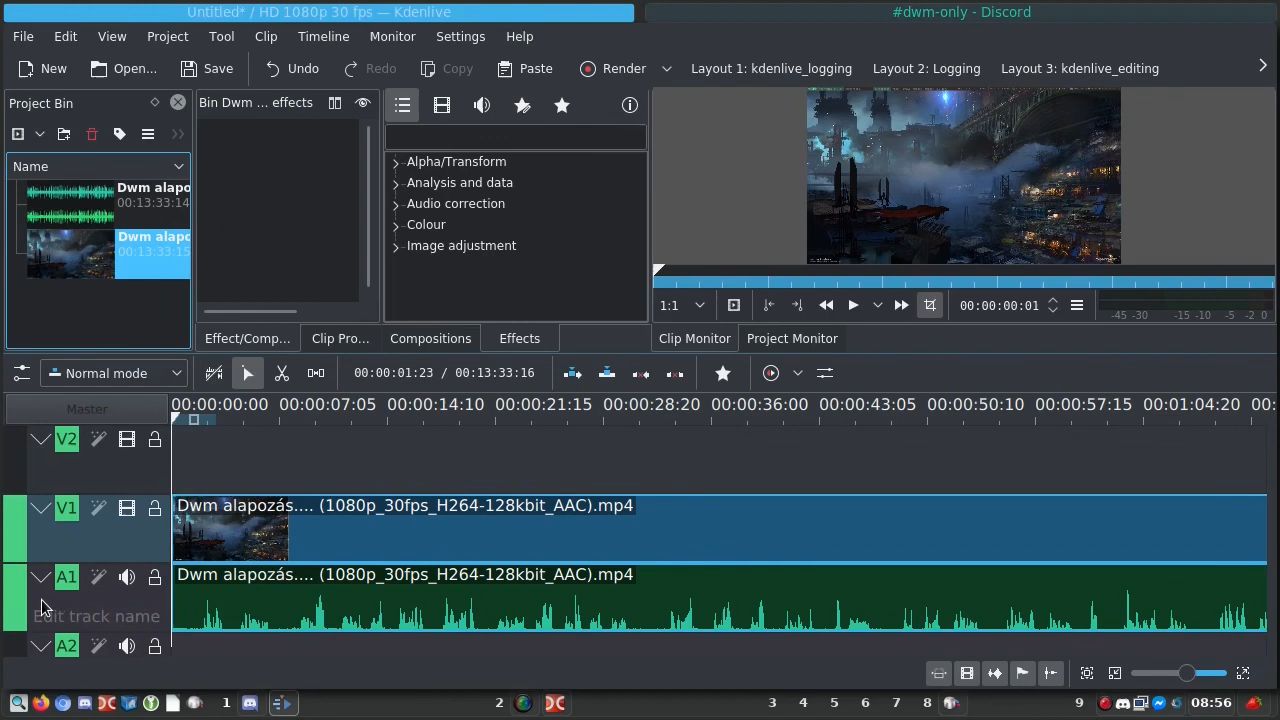 Untitled* / HD 1080p 30 fps — Kdenlive
#dwm-only - Discord
File Edit View Project Tool Clip Timeline Monitor Settings Help
New Open... Save Undo Redo Copy Paste Render Layout 1: kdenlive_logging Layout 2: Logging Layout 3: kdenlive_editing
Project Bin
Bin Dwm ... effects
Name
Dwm alapo
00:13:33:14
Dwm alapo
00:13:33:15
Alpha/Transform
Analysis and data
Audio correction
Colour
Image adjustment
1:1
00:00:00:01
-45 -30 -15 -10 -5 -2 0
Effect/Comp... Clip Pro... Compositions Effects Clip Monitor Project Monitor
Normal mode
00:00:01:23 / 00:13:33:16
Master
00:00:00:00 00:00:07:05 00:00:14:10 00:00:21:15 00:00:28:20 00:00:36:00 00:00:43:05 00:00:50:10 00:00:57:15 00:01:04:20 00:
V2
V1
Dwm alapozás.... (1080p_30fps_H264-128kbit_AAC).mp4
A1
Dwm alapozás.... (1080p_30fps_H264-128kbit_AAC).mp4
Edit track name
A2
1 2 3 4 5 6 7 8 9 08:56